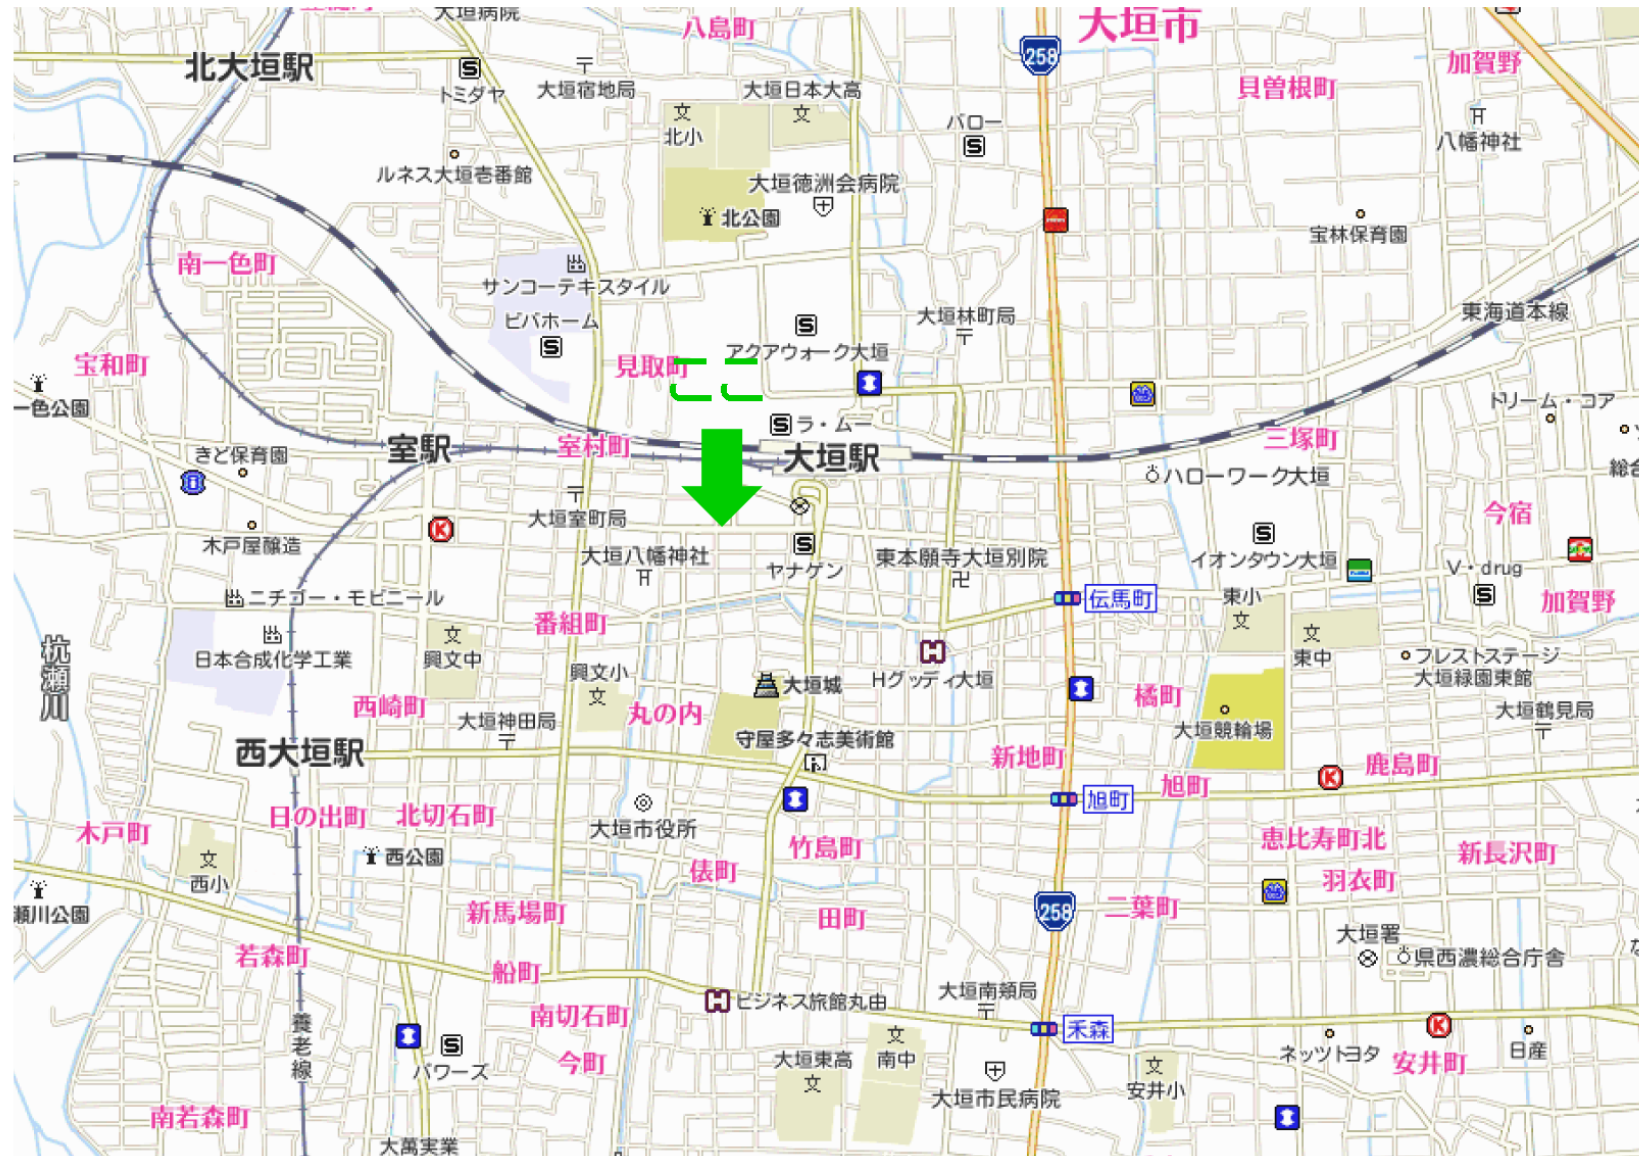 大垣病院
八島町
大垣市
258
加賀野
北大垣駅
トミダヤ
大垣宿地局
大垣日本大高
北小
貝曽根町
バロー
八幡神社
ルネス大垣壱番館
大垣徳洲会病院
北公園
宝林保育園
南一色町
サンコーテキスタイル
ビバホーム
大垣林町局
東海道本線
アクアウォーク大垣
見取町
宝和町
一色公園
ドリーム・コア
ラ・ムー
三塚町
室駅
室村町
大垣駅
きど保育園
ハローワーク大垣
総合
今宿
大垣室町局
木戸屋醸造
大垣八幡神社
ヤナゲン
東本願寺大垣別院
イオンタウン大垣
V・drug
ニチゴー・モビニール
伝馬町
東小
加賀野
番組町
杭瀬川
日本合成化学工業
興文中
興文小
大垣城
Hグッディ大垣
東中
フレストステージ
大垣緑園東館
西崎町
大垣神田局
丸の内
橘町
大垣競輪場
大垣鶴見局
西大垣駅
守屋多々志美術館
新地町
鹿島町
旭町
旭町
日の出町
北切石町
木戸町
大垣市役所
竹島町
恵比寿町北
新長沢町
西公園
俵町
羽衣町
西小
瀬川公園
新馬場町
田町
258
二葉町
大垣署
県西濃総合庁舎
若森町
船町
ビジネス旅館丸由
大垣南頬局
南切石町
禾森
養老線
パワーズ
今町
大垣東高
南中
ネッツトヨタ
安井町
日産
大垣市民病院
安井小
南若森町
大萬実業